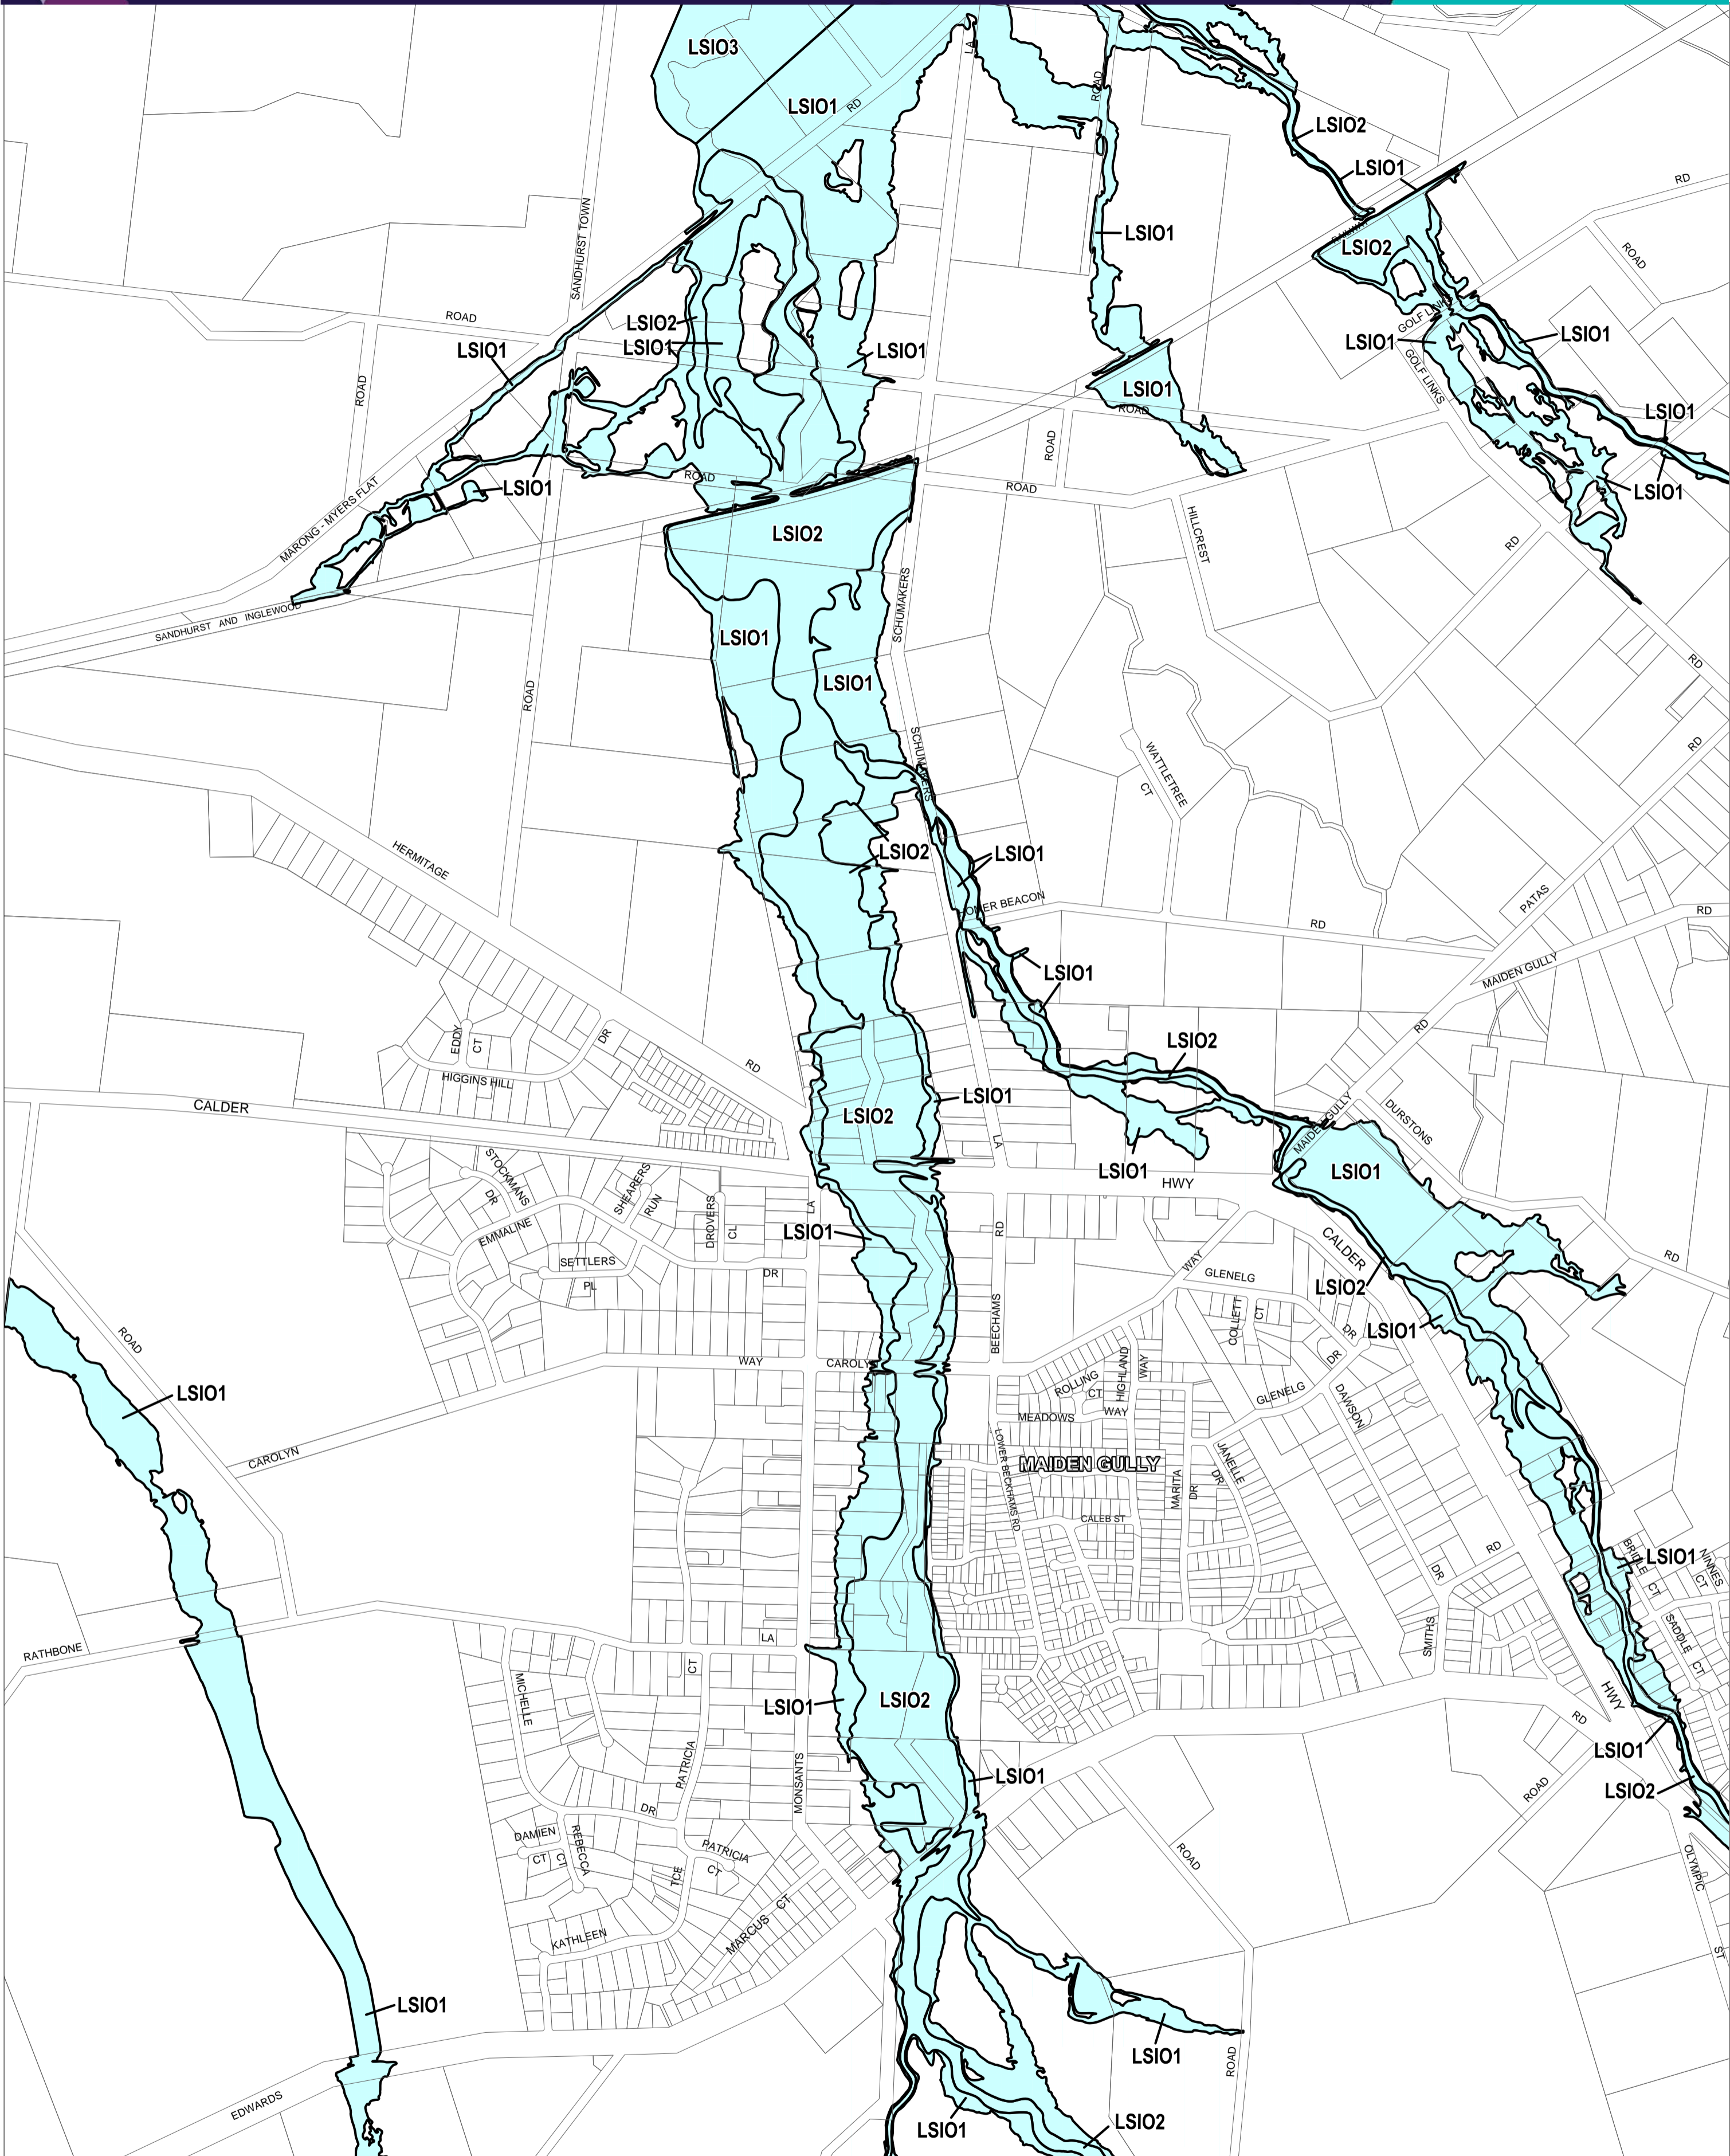 LSIO3
LA
LSIO1
RD
ROAD
LSIO2
LSIO1
RD
SANDHURST TOWN
LSIO1
RAILWAY
LSIO2
ROAD
GOLF LINKS
ROAD
LSIO2
LSIO1
LSIO1
LSIO1
LSIO1
LSIO1
GOLF LINKS
ROAD
LSIO1
ROAD
LSIO1
ROAD
ROAD
LSIO1
ROAD
LSIO1
MARONG - MYERS FLAT
LSIO2
HILLCREST
RD
SANDHURST AND INGLEWOOD
SCHUMAKERS
LSIO1
RD
LSIO1
ROAD
SCHUMAKERS
WATTLETREE
CT
RD
HERMITAGE
LSIO2
LSIO1
PATAS
RD
RD
MAIDEN GULLY
LSIO1
EDDY
CT
DR
RD
RD
LSIO2
HIGGINS HILL
CALDER
LSIO2
LSIO1
MAIDEN GULLY
DURSTONS
LA
LSIO1
LSIO1
HWY
STOCKMANS
DR
SHEARERS
RUN
DROVERS
CL
LA
LSIO1
RD
EMMALINE
CALDER
RD
WAY
SETTLERS
PL
DR
GLENELG
LSIO2
COLLETT
CT
DR
LSIO1
ROAD
BEECHAMS
DR
WAY
CAROLYN
ROLLING
CT
HIGHLAND
WAY
GLENELG
DAWSON
LSIO1
MEADOWS
WAY
CAROLYN
LOWER BECKHAMS RD
MAIDEN GULLY
MARITA
DR
JANELLE
DR
CALEB ST
RD
DR
LSIO1
BRIDLE
CT
NINNES
CT
RATHBONE
LA
SMITHS
SADDLE
CT
CT
MICHELLE
LSIO1
LSIO2
HWY
RD
LSIO1
PATRICIA
MONSANTS
LSIO1
ROAD
LSIO2
DR
DAMIEN
CT
CT
REBECCA
PATRICIA
CT
TCE
ROAD
OLYMPIC
MARCUS
CT
KATHLEEN
ST
LSIO1
LSIO1
ROAD
EDWARDS
LSIO1
LSIO2